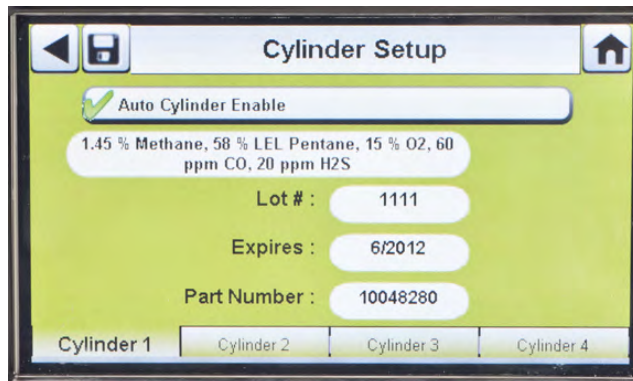 Cylinder Setup
Auto Cylinder Enable
1.45 % Methane, 58 % LEL Pentane, 15 % O2, 60
ppm CO, 20 ppm H2S
Lot # : 1111
Expires : 6/2012
Part Number : 10048280
Cylinder 1 Cylinder 2 Cylinder 3 Cylinder 4